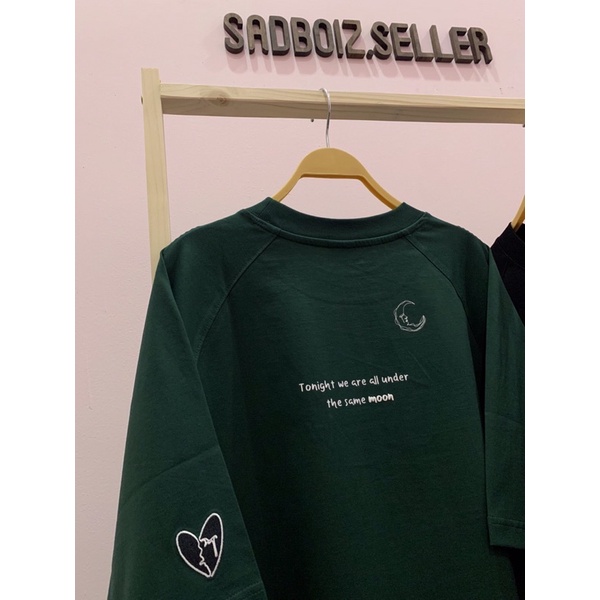 SADBOIZ.SELLER
Tonight we are all under
the same moon